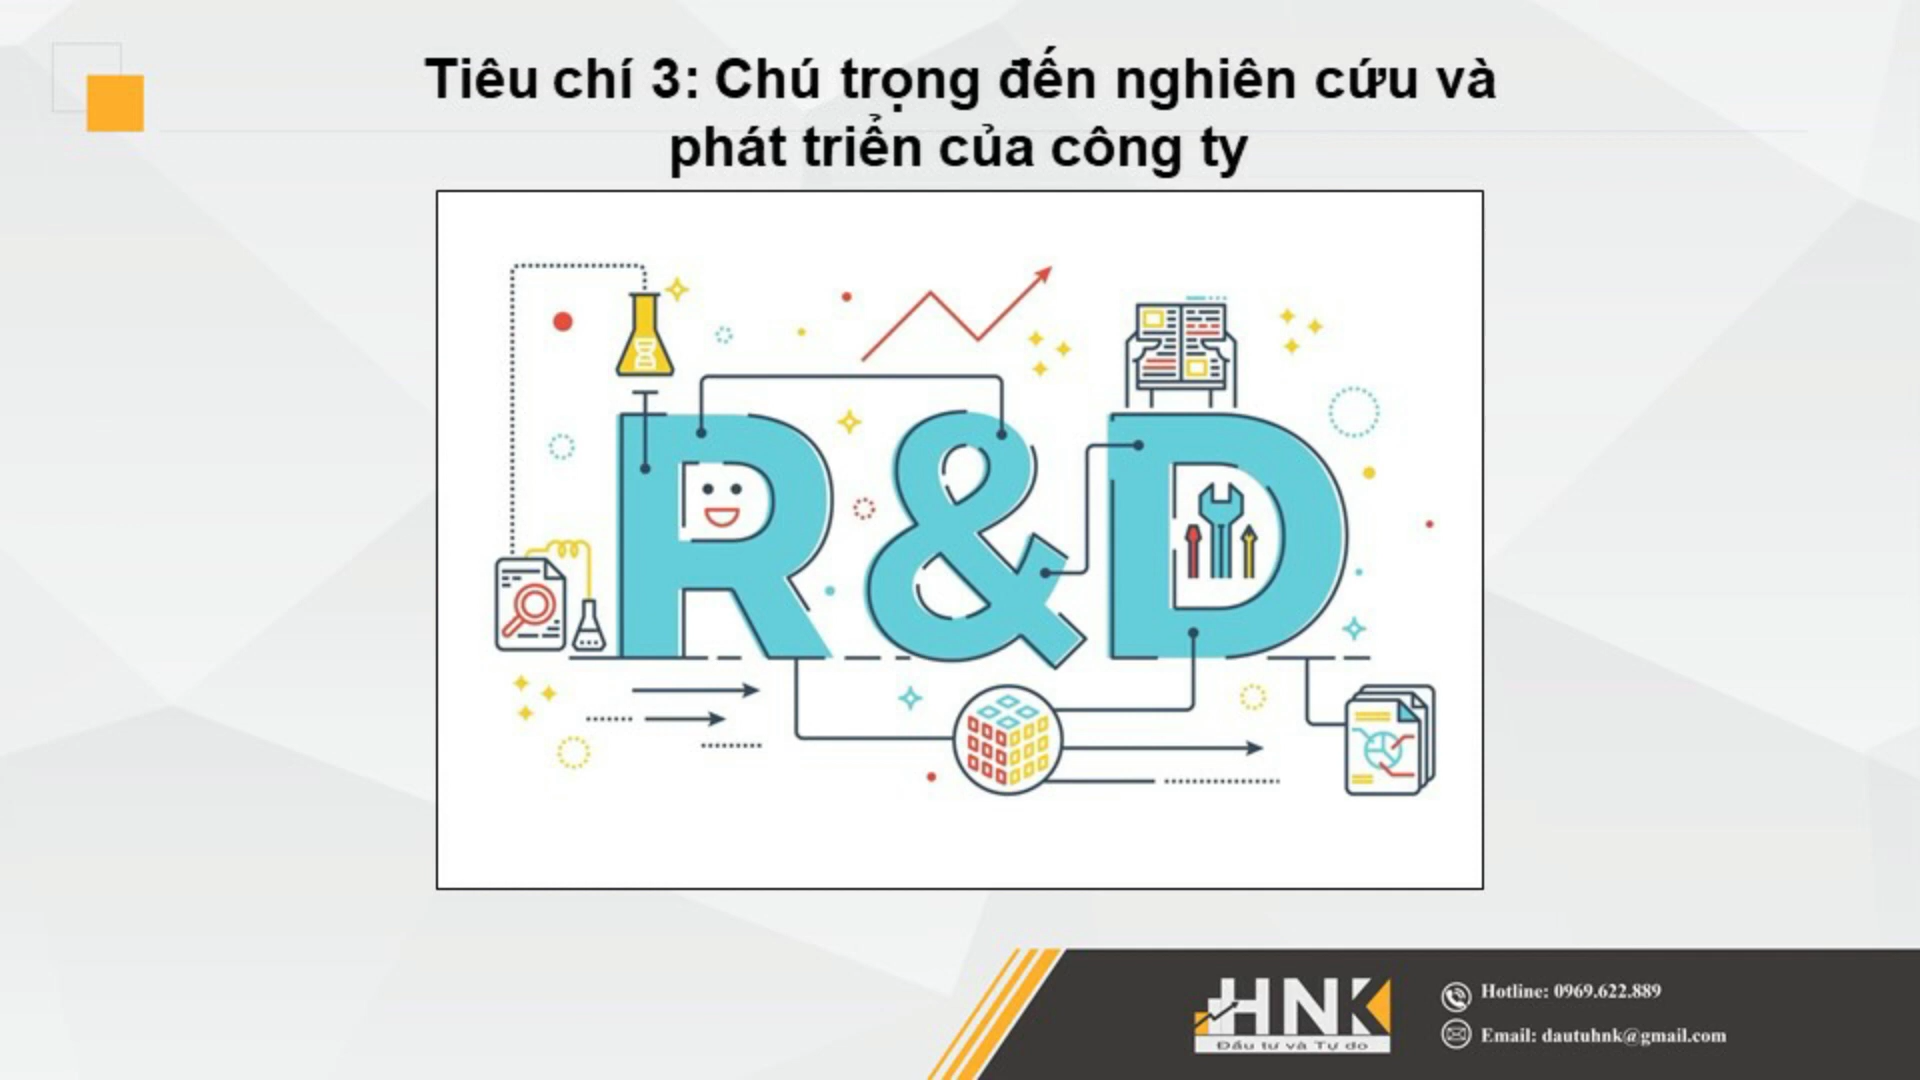 Tiêu chí 3: Chú trọng đến nghiên cứu và
phát triển của công ty
R&D
HNK
Đầu tư và Tự do
Hotline: 0969.622.889
Email: dautuhnk@gmail.com